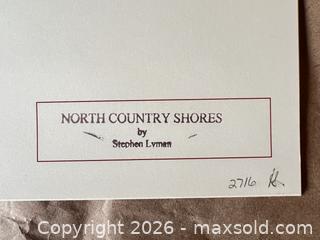 NORTH COUNTRY SHORES
by
Stephen Lyman
2716
Copyright ©2026 - maxsold.com